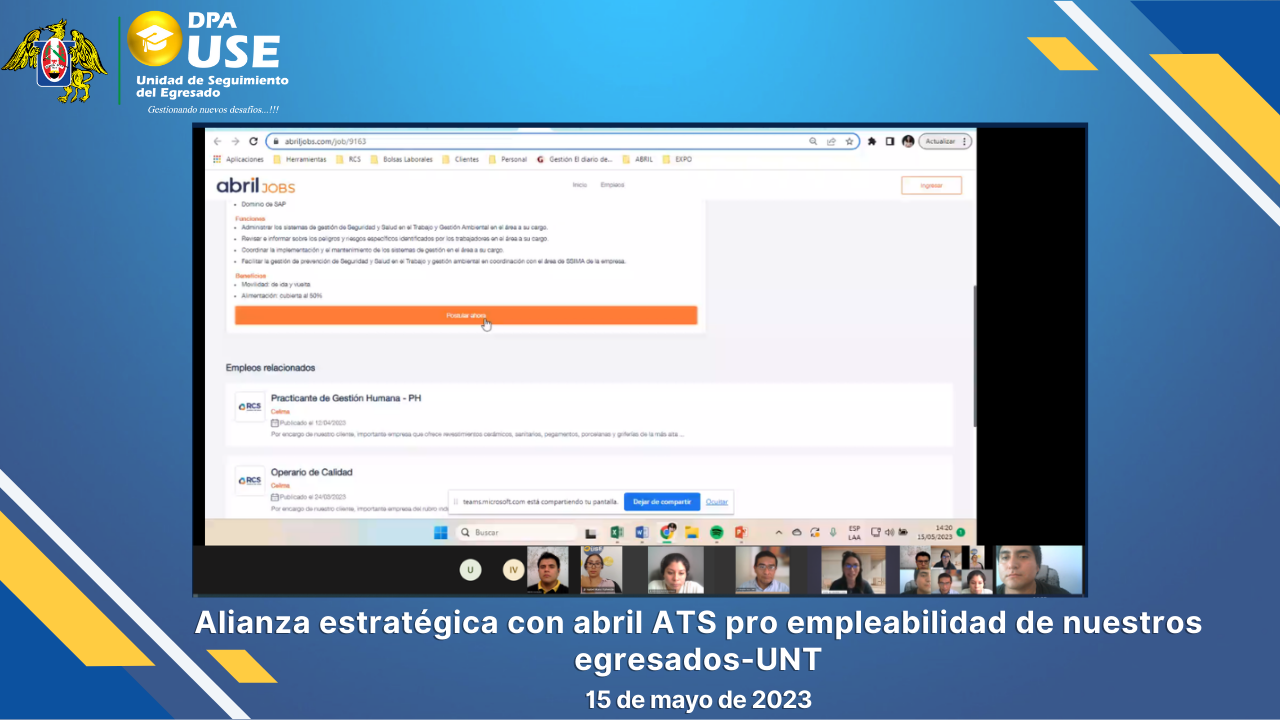 DPA
USE
Unidad de Seguimiento
del Egresado
Gestionando nuevos desafíos...!!!
abriljobs.com/job/9163
Actualizar
Aplicaciones Herramientas RCS Bolsas Laborales Clientes Personal Gestión El diario de... ABRIL EXPO
abril JOBS
Inicio Empleos
Ingresar
Dominio de SAP
Funciones
Administrar los sistemas de gestión de Seguridad y Salud en el Trabajo y Gestión Ambiental en el área a su cargo.
Revisar e informar sobre los peligros y riesgos específicos identificados por los trabajadores en el área a su cargo.
Coordinar la implementación y el mantenimiento de los sistemas de gestión en el área a su cargo.
Facilitar la gestión de prevención de Seguridad y Salud en el Trabajo y gestión ambiental en coordinación con el área de SSIMA de la empresa.
Beneficios
Movilidad: de ida y vuelta
Alimentación: cubierta al 50%
Postular ahora
Empleos relacionados
RCS
Practicante de Gestión Humana - PH
Celima
Publicado el 12/04/2023
Por encargo de nuestro cliente, importante empresa que ofrece revestimientos cerámicos, sanitarios, pegamentos, porcelanas y griferías de la más alta ...
RCS
Operario de Calidad
Celima
Publicado el 24/03/2023
Por encargo de nuestro cliente, importante empresa del rubro
teams.microsoft.com está compartiendo tu pantalla.
Dejar de compartir
Ocultar
Buscar
ESP
LAA
14:20
15/05/2023
U
IV
Alianza estratégica con abril ATS pro empleabilidad de nuestros
egresados-UNT
15 de mayo de 2023